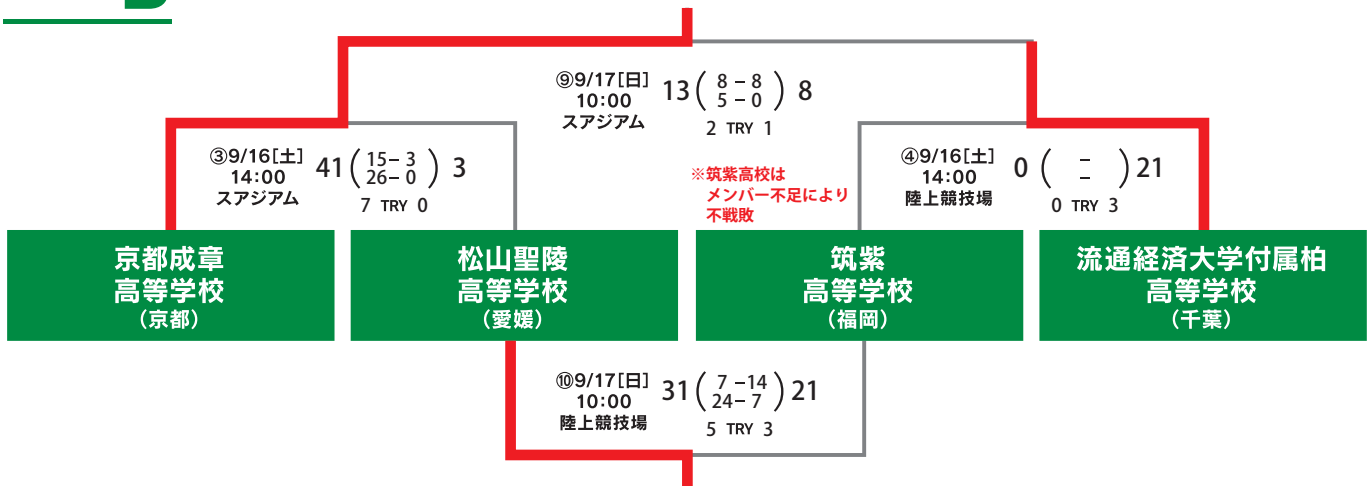 ⑨9/17[日]
10:00
スアジアム
13 ( 8 – 8
5 – 0 ) 8
2 TRY 1
③9/16[土]
14:00
スアジアム
41 ( 15– 3
26– 0 ) 3
7 TRY 0
※筑紫高校は
メンバー不足により
不戦敗
④9/16[土]
14:00
陸上競技場
0 ( –
– ) 21
0 TRY 3
京都成章
高等学校
（京都）
松山聖陵
高等学校
（愛媛）
筑紫
高等学校
（福岡）
流通経済大学付属柏
高等学校
（千葉）
⑩9/17[日]
10:00
陸上競技場
31 ( 7 –14
24– 7 ) 21
5 TRY 3